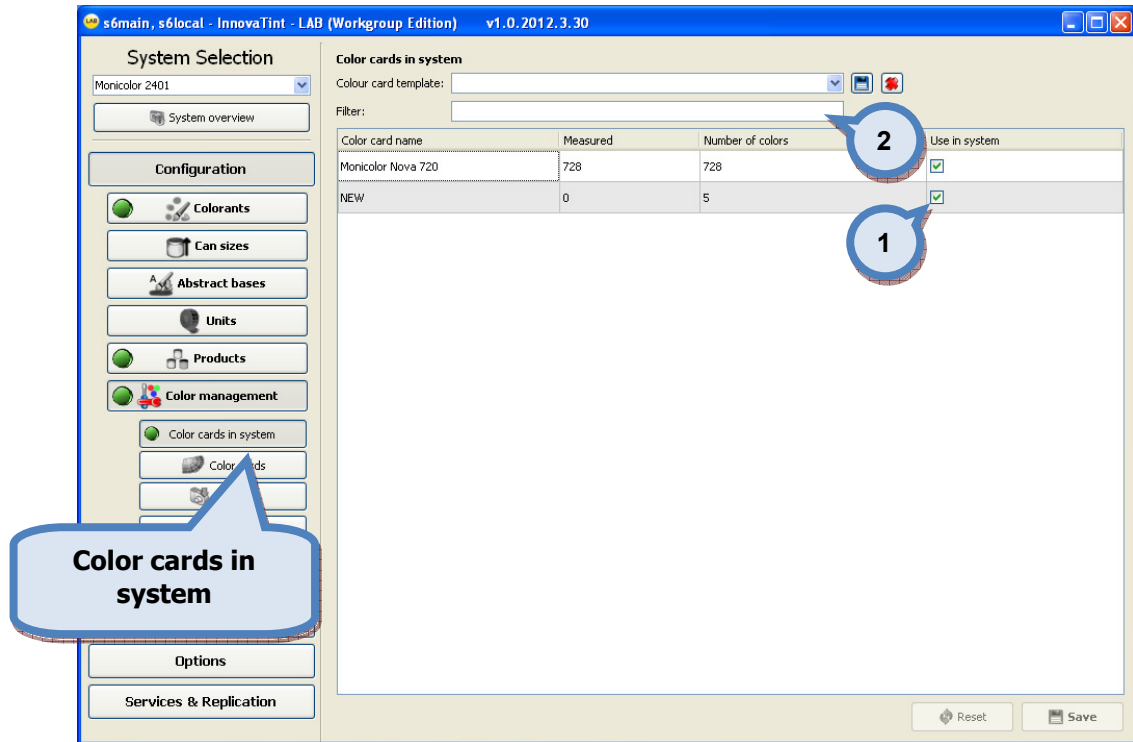 s6main, s6local - InnovaTint - LAB (Workgroup Edition) v1.0.2012.3.30
System Selection
Monicolor 2401
System overview
Configuration
Colorants
Can sizes
Abstract bases
Units
Products
Color management
Color cards in system
Color
Color cards in
system
Options
Services & Replication
Color cards in system
Colour card template:
Filter:
Color card name Measured Number of colors Use in system
Monicolor Nova 720 728 728
NEW 0 5
2
1
Reset Save